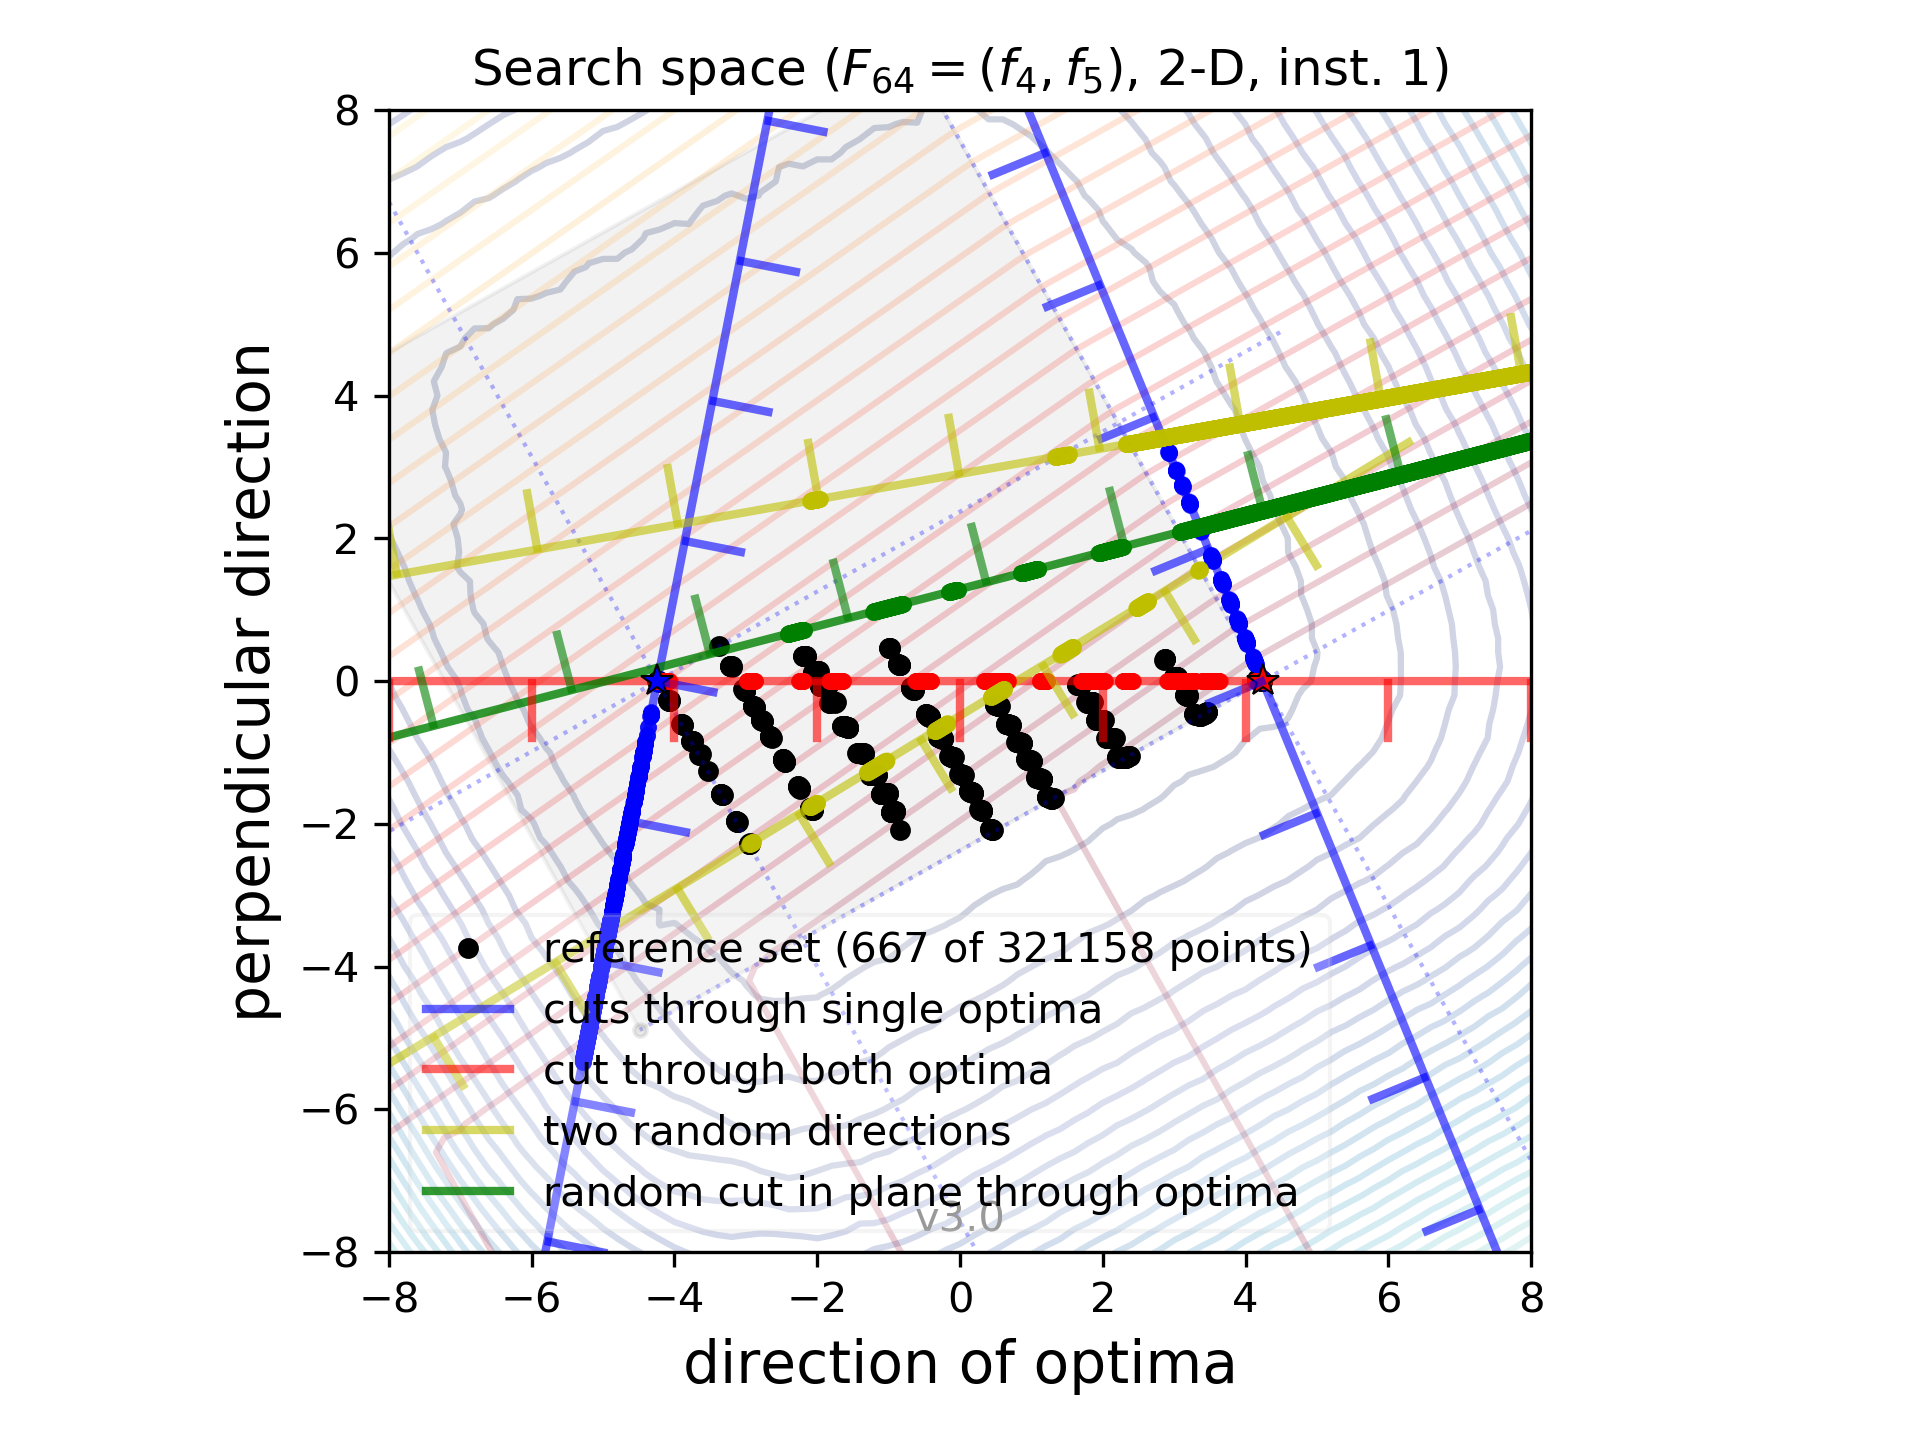 Search space (F64 = (f4, f5), 2-D, inst. 1)
8
6
4
2
0
−2
−4
−6
−8
perpendicular direction
reference set (667 of 321158 points)
cuts through single optima
cut through both optima
two random directions
random cut in plane through optima
v3.0
−8 −6 −4 −2 0 2 4 6 8
direction of optima